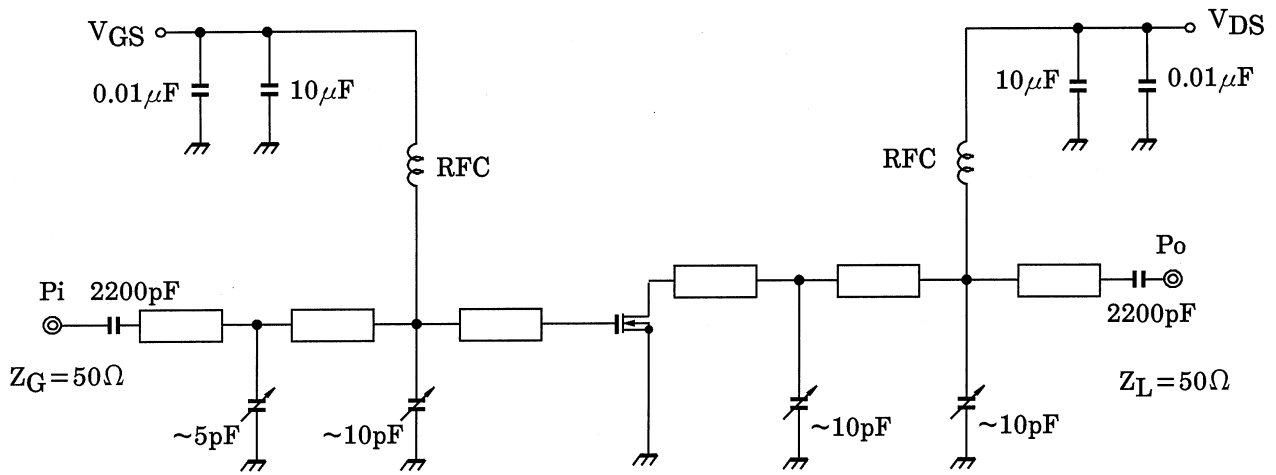 VGS
VDS
0.01μF
10μF
10μF
0.01μF
RFC
RFC
Pi
2200pF
Po
2200pF
ZG=50Ω
ZL=50Ω
~5pF
~10pF
~10pF
~10pF